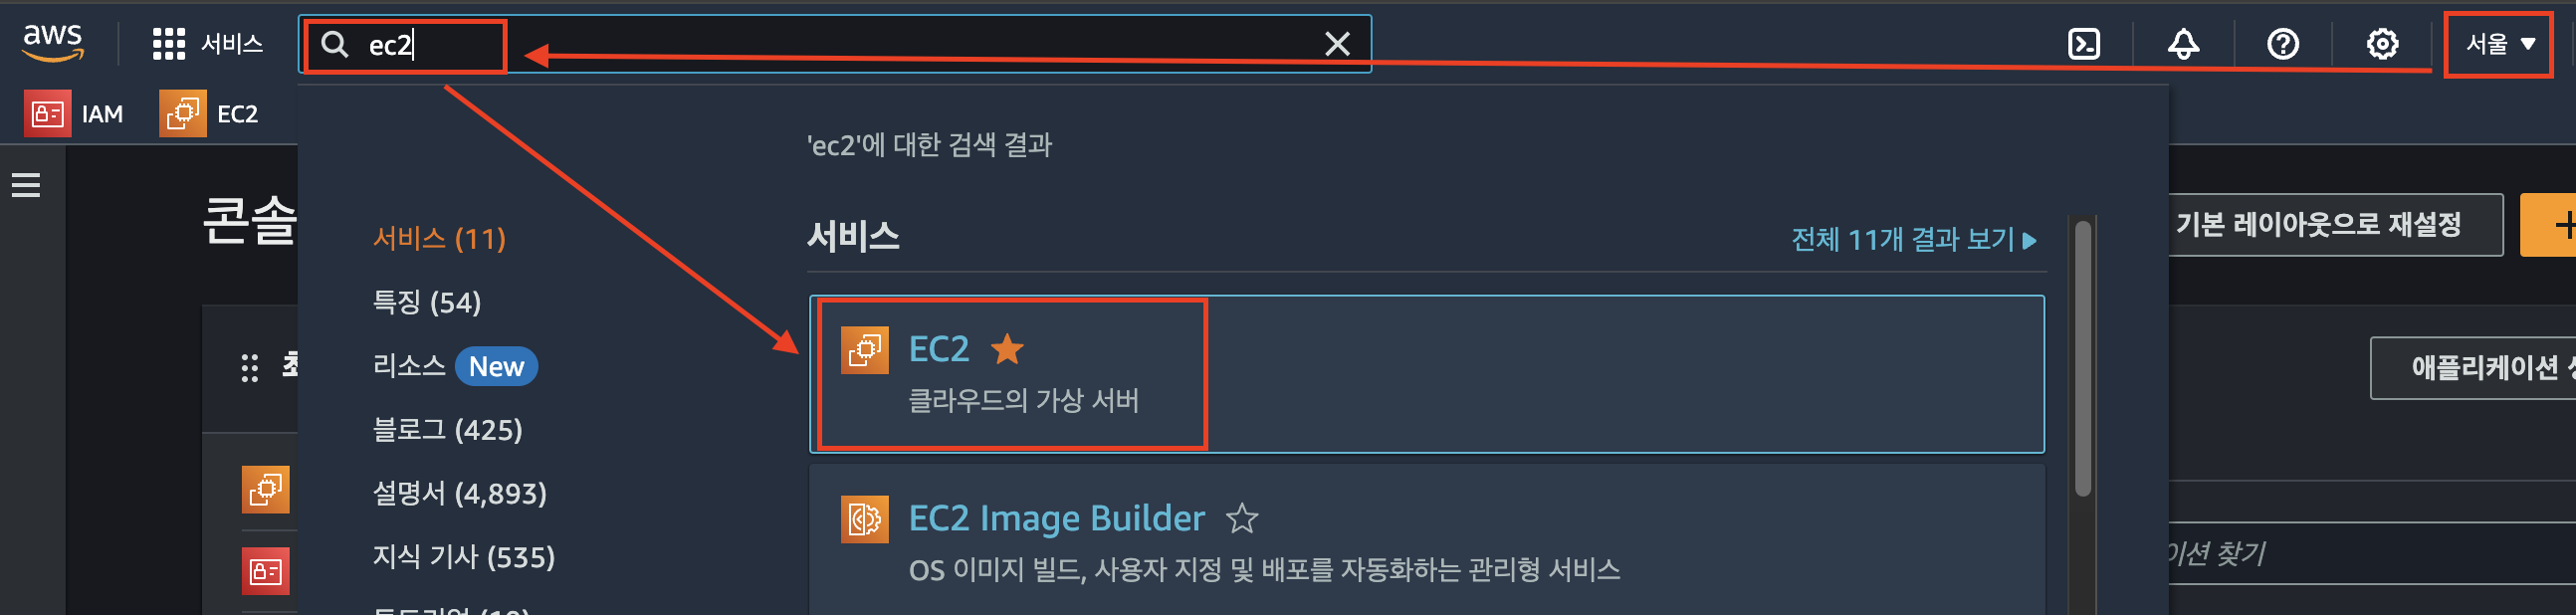 aws
서비스
ec2
서울
IAM
EC2
'ec2'에 대한 검색 결과
콘솔
서비스 (11)
특징 (54)
리소스 New
블로그 (425)
설명서 (4,893)
지식 기사 (535)
서비스
전체 11개 결과 보기
EC2
클라우드의 가상 서버
EC2 Image Builder
OS 이미지 빌드, 사용자 지정 및 배포를 자동화하는 관리형 서비스
기본 레이아웃으로 재설정
애플리케이션
찾기